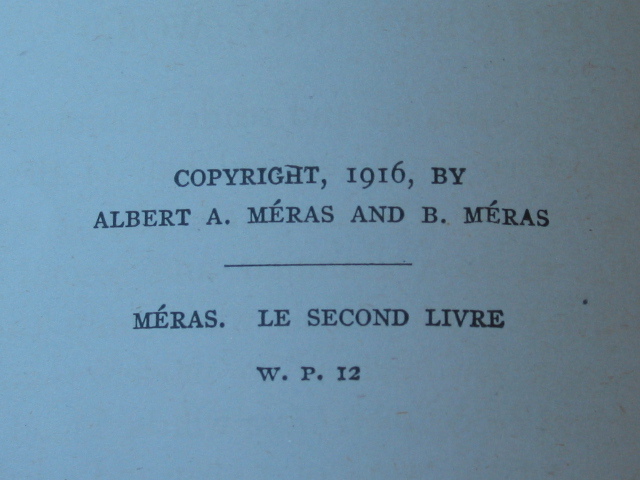 COPYRIGHT, 1916, BY
ALBERT A. MÉRAS AND B. MÉRAS
MÉRAS. LE SECOND LIVRE
W. P. 12